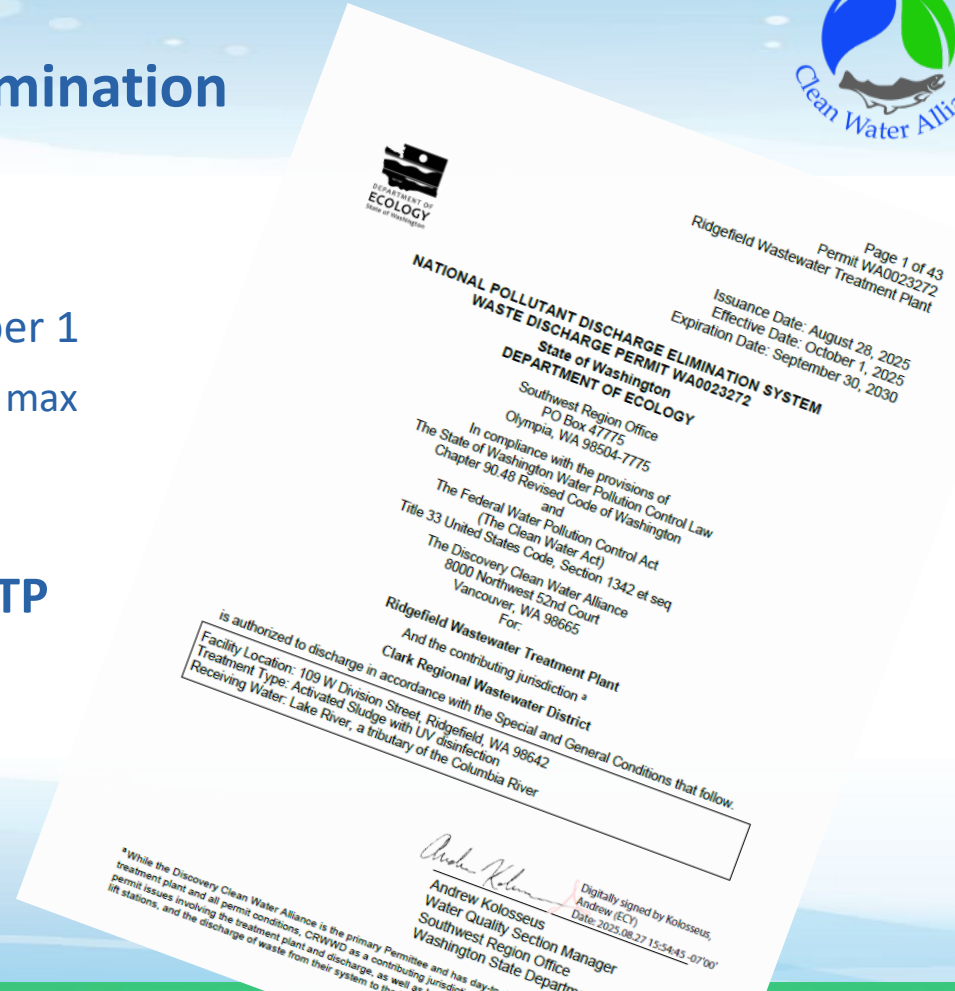 mination
Clean Water Allia
er 1
max
TP
DEPARTMENT OF
ECOLOGY
State of Washington
Page 1 of 43
Permit WA0023272
Ridgefield Wastewater Treatment Plant
Issuance Date: August 28, 2025
Effective Date: October 1, 2025
Expiration Date: September 30, 2030
NATIONAL POLLUTANT DISCHARGE ELIMINATION SYSTEM
WASTE DISCHARGE PERMIT WA0023272
State of Washington
DEPARTMENT OF ECOLOGY
Southwest Region Office
PO Box 47775
Olympia, WA 98504-7775
In compliance with the provisions of
The State of Washington Water Pollution Control Law
Chapter 90.48 Revised Code of Washington
and
The Federal Water Pollution Control Act
(The Clean Water Act)
Title 33 United States Code, Section 1342 et seq
The Discovery Clean Water Alliance
8000 Northwest 52nd Court
Vancouver, WA 98665
For:
Ridgefield Wastewater Treatment Plant
And the contributing jurisdiction a
Clark Regional Wastewater District
is authorized to discharge in accordance with the Special and General Conditions that follow.
Facility Location: 109 W Division Street, Ridgefield, WA 98642
Treatment Type: Activated Sludge with UV disinfection
Receiving Water: Lake River, a tributary of the Columbia River
Digitally signed by Kolosseus,
Andrew (ECY)
Date: 2025.08.27 15:54:45 -07'00'
Andrew Kolosseus
Water Quality Section Manager
Southwest Region Office
Washington State Departm
a While the Discovery Clean Water Alliance is the primary Permittee and has day-to
treatment plant and all permit conditions, CRWWD as a contributing jurisdic
permit issues involving the treatment plant and discharge, as well as
lift stations, and the discharge of waste from their system to the